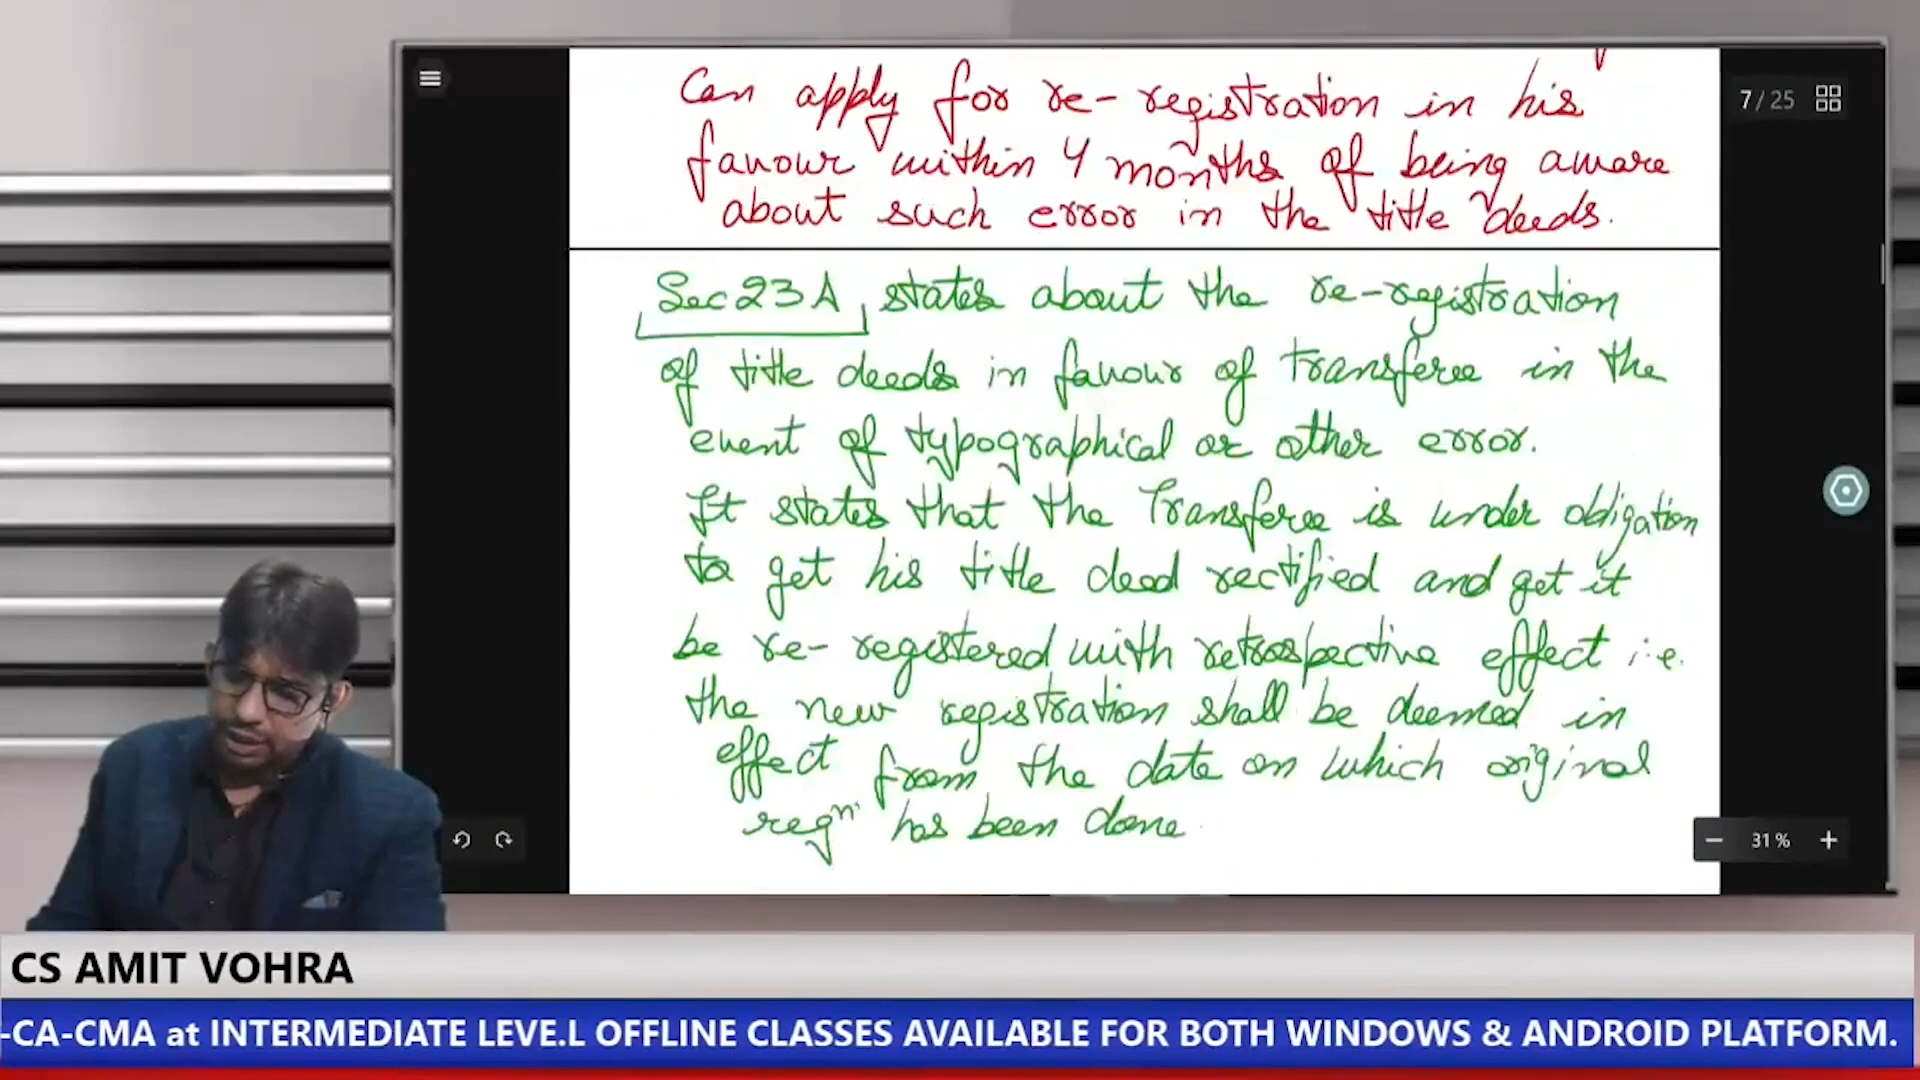 Can apply for re-registration in his
7/25
favour within 4 months of being aware
about such error in the title deeds.
Sec 23A states about the re-registration
of title deeds in favour of transferee in the
event of typographical or other error.
It states that the Transferee is under obligation
to get his title deed rectified and get it
be re-registered with retrospective effect i.e.
the new registration shall be deemed in
effect from the date on which original
regn. has been done
31%
CS AMIT VOHRA
-CA-CMA at INTERMEDIATE LEVE.L OFFLINE CLASSES AVAILABLE FOR BOTH WINDOWS & ANDROID PLATFORM.